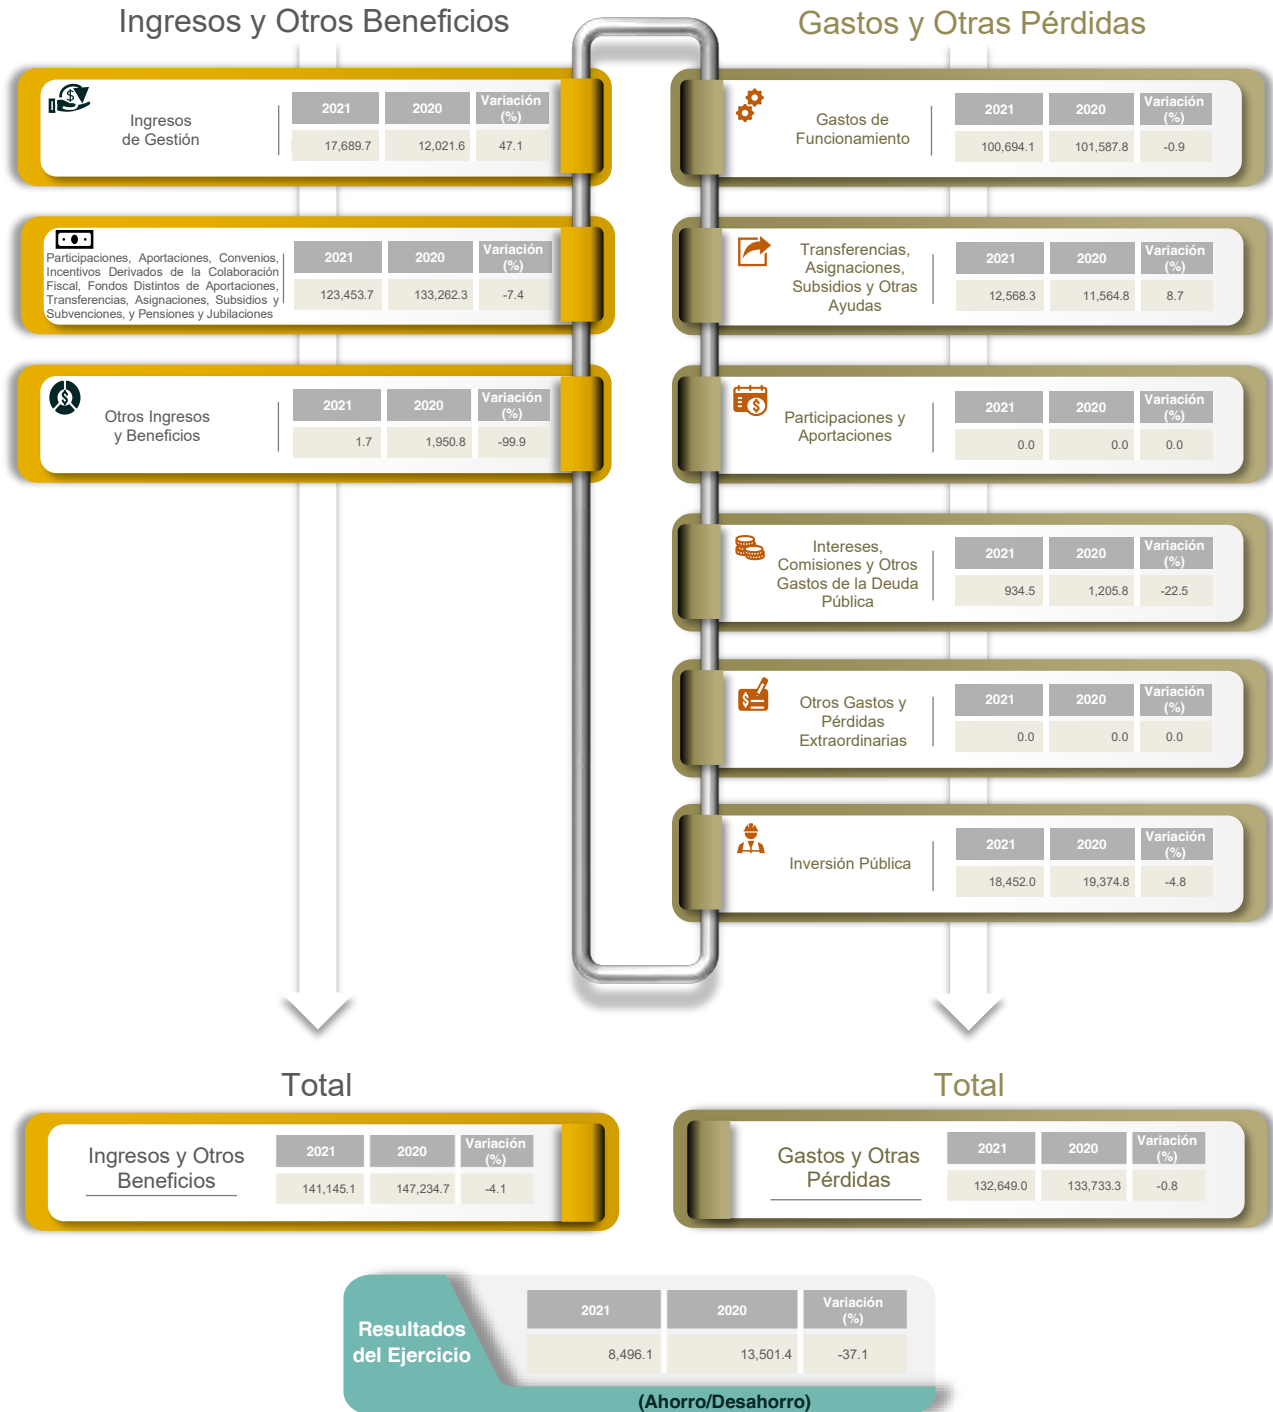 Ingresos y Otros Beneficios
Ingresos
de Gestión
2021 2020 Variación (%)
17,689.7 12,021.6 47.1
Participaciones, Aportaciones, Convenios,
Incentivos Derivados de la Colaboración
Fiscal, Fondos Distintos de Aportaciones,
Transferencias, Asignaciones, Subsidios y
Subvenciones, y Pensiones y Jubilaciones
2021 2020 Variación (%)
123,453.7 133,262.3 -7.4
Otros Ingresos
y Beneficios
2021 2020 Variación (%)
1.7 1,950.8 -99.9
Gastos y Otras Pérdidas
Gastos de
Funcionamiento
2021 2020 Variación (%)
100,694.1 101,587.8 -0.9
Transferencias,
Asignaciones,
Subsidios y Otras
Ayudas
2021 2020 Variación (%)
12,568.3 11,564.8 8.7
Participaciones y
Aportaciones
2021 2020 Variación (%)
0.0 0.0 0.0
Intereses,
Comisiones y Otros
Gastos de la Deuda
Pública
2021 2020 Variación (%)
934.5 1,205.8 -22.5
Otros Gastos y
Pérdidas
Extraordinarias
2021 2020 Variación (%)
0.0 0.0 0.0
Inversión Pública
2021 2020 Variación (%)
18,452.0 19,374.8 -4.8
Total
Ingresos y Otros
Beneficios
2021 2020 Variación (%)
141,145.1 147,234.7 -4.1
Total
Gastos y Otras
Pérdidas
2021 2020 Variación (%)
132,649.0 133,733.3 -0.8
Resultados
del Ejercicio
2021 2020 Variación (%)
8,496.1 13,501.4 -37.1
(Ahorro/Desahorro)